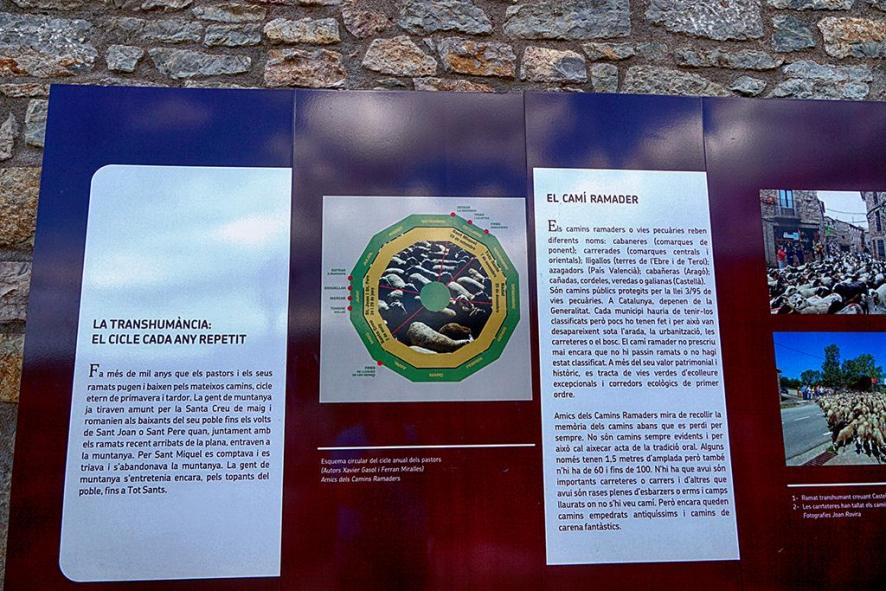 LA TRANSHUMÀNCIA:
EL CICLE CADA ANY REPETIT
Fa més de mil anys que els pastors i els seus
ramats pugen i baixen pels mateixos camins, cicle
etern de primavera i tardor. La gent de muntanya
ja tiraven amunt per la Santa Creu de maig i
romanien als baixants del seu poble fins els volts
de Sant Joan o Sant Pere quan, juntament amb
els ramats recent arribats de la plana, entraven a
la muntanya. Per Sant Miquel es comptava i es
triava i s'abandonava la muntanya. La gent de
muntanya s'entretenia encara, pels topants del
poble, fins a Tot Sants.
Esquema circular del cicle anual dels pastors
(Autors Xavier Gasol i Ferran Miralles)
Amics dels Camins Ramaders
EL CAMÍ RAMADER
Els camins ramaders o vies pecuàries reben
diferents noms: cabaneres (comarques de
ponent); carrerades (comarques centrals i
orientals); lligallos (terres de l'Ebre i de Terol);
azagadors (País Valencià); cabañeras (Aragó);
cañadas, cordeles, veredas o galianas (Castellà).
Són camins públics protegits per la llei 3/95 de
vies pecuàries. A Catalunya, depenen de la
Generalitat. Cada municipi hauria de tenir-los
classificats però pocs ho tenen fet i per això van
desapareixent sota l'arada, la urbanització, les
carreteres o el bosc. El camí ramader no prescriu
mai encara que no hi passin ramats o no hagi
estat classificat. A més del seu valor patrimonial i
històric, es tracta de vies verdes d'ecolleure
excepcionals i corredors ecològics de primer
ordre.
Amics dels Camins Ramaders mira de recollir la
memòria dels camins abans que es perdi per
sempre. No són camins sempre evidents i per
això cal aixecar acta de la tradició oral. Alguns
només tenen 1,5 metres d'amplada però també
n'hi ha de 60 i fins de 100. N'hi ha que avui són
importants carreteres o carrers i d'altres que
avui són rases plenes d'esbarzers o erms i camps
llaurats on no s'hi veu camí. Però encara queden
camins empedrats antiquíssims i camins de
carena fantàstics.
1- Ramat transhumant creuant
2- Les carreteres han tallat els
Fotografies Joan Rovira